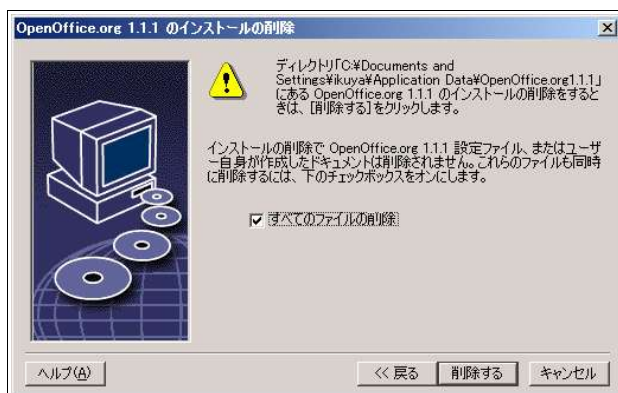 OpenOffice.org 1.1.1 のインストールの削除
ディレクトリ「C:¥Documents and
Settings¥ikuya¥Application Data¥OpenOffice.org1.1.1」
にある OpenOffice.org 1.1.1 のインストールの削除をすると
きは、[削除する]をクリックします。
インストールの削除で OpenOffice.org 1.1.1 設定ファイル、またはユーザ
ー自身が作成したドキュメントは削除されません。これらのファイルも同時
に削除するには、下のチェックボックスをオンにします。
すべてのファイルの削除
ヘルプ(A)
<< 戻る
削除する
キャンセル